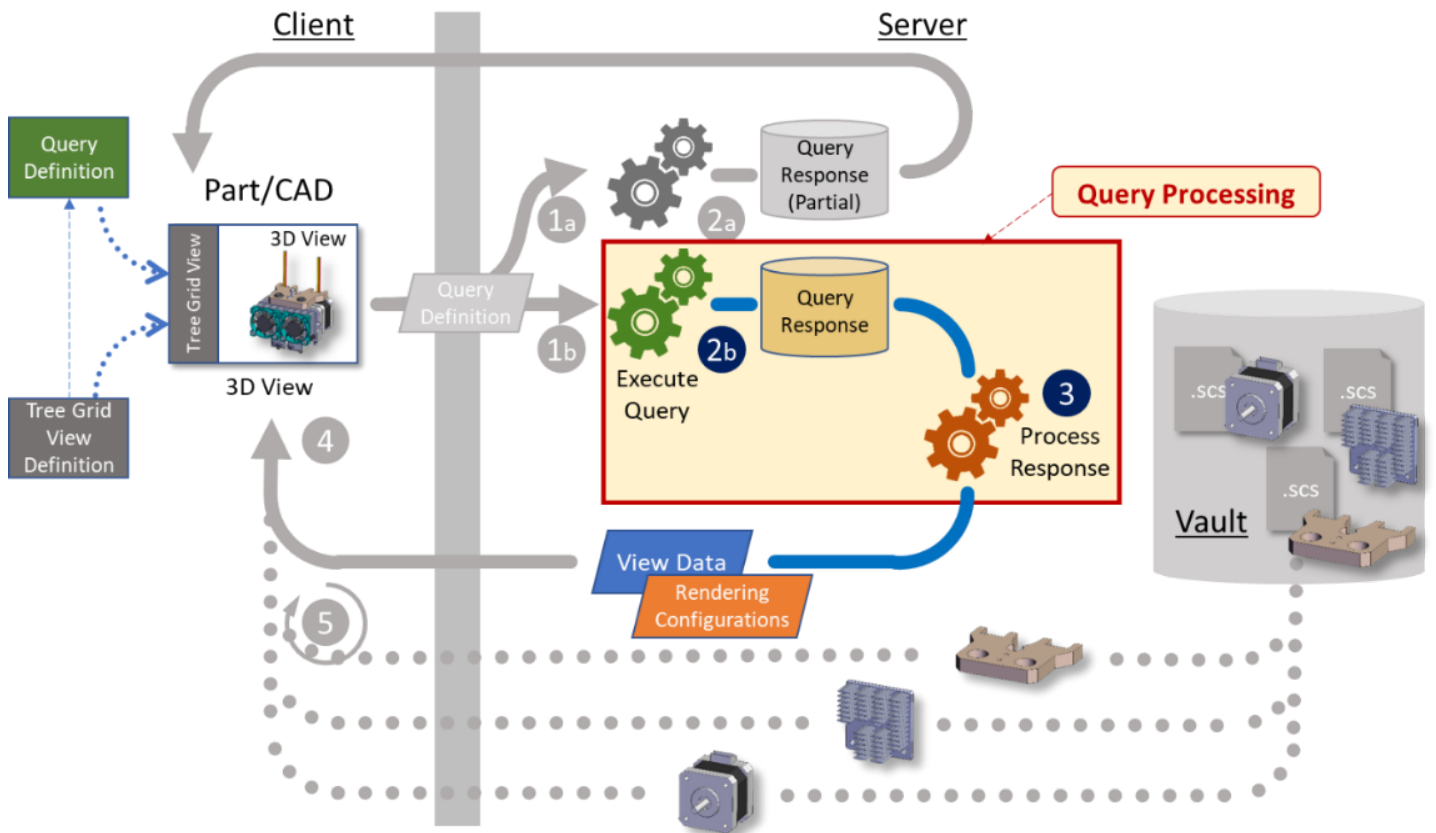 Client
Server
Query
Definition
Part/CAD
Tree Grid View
3D View
3D View
Tree Grid
View
Definition
Query
Definition
1a
1b
2a
Query
Response
(Partial)
Query Processing
Execute
Query
2b
Query
Response
3
Process
Response
4
View Data
Rendering
Configurations
5
.scs
.scs
.scs
Vault